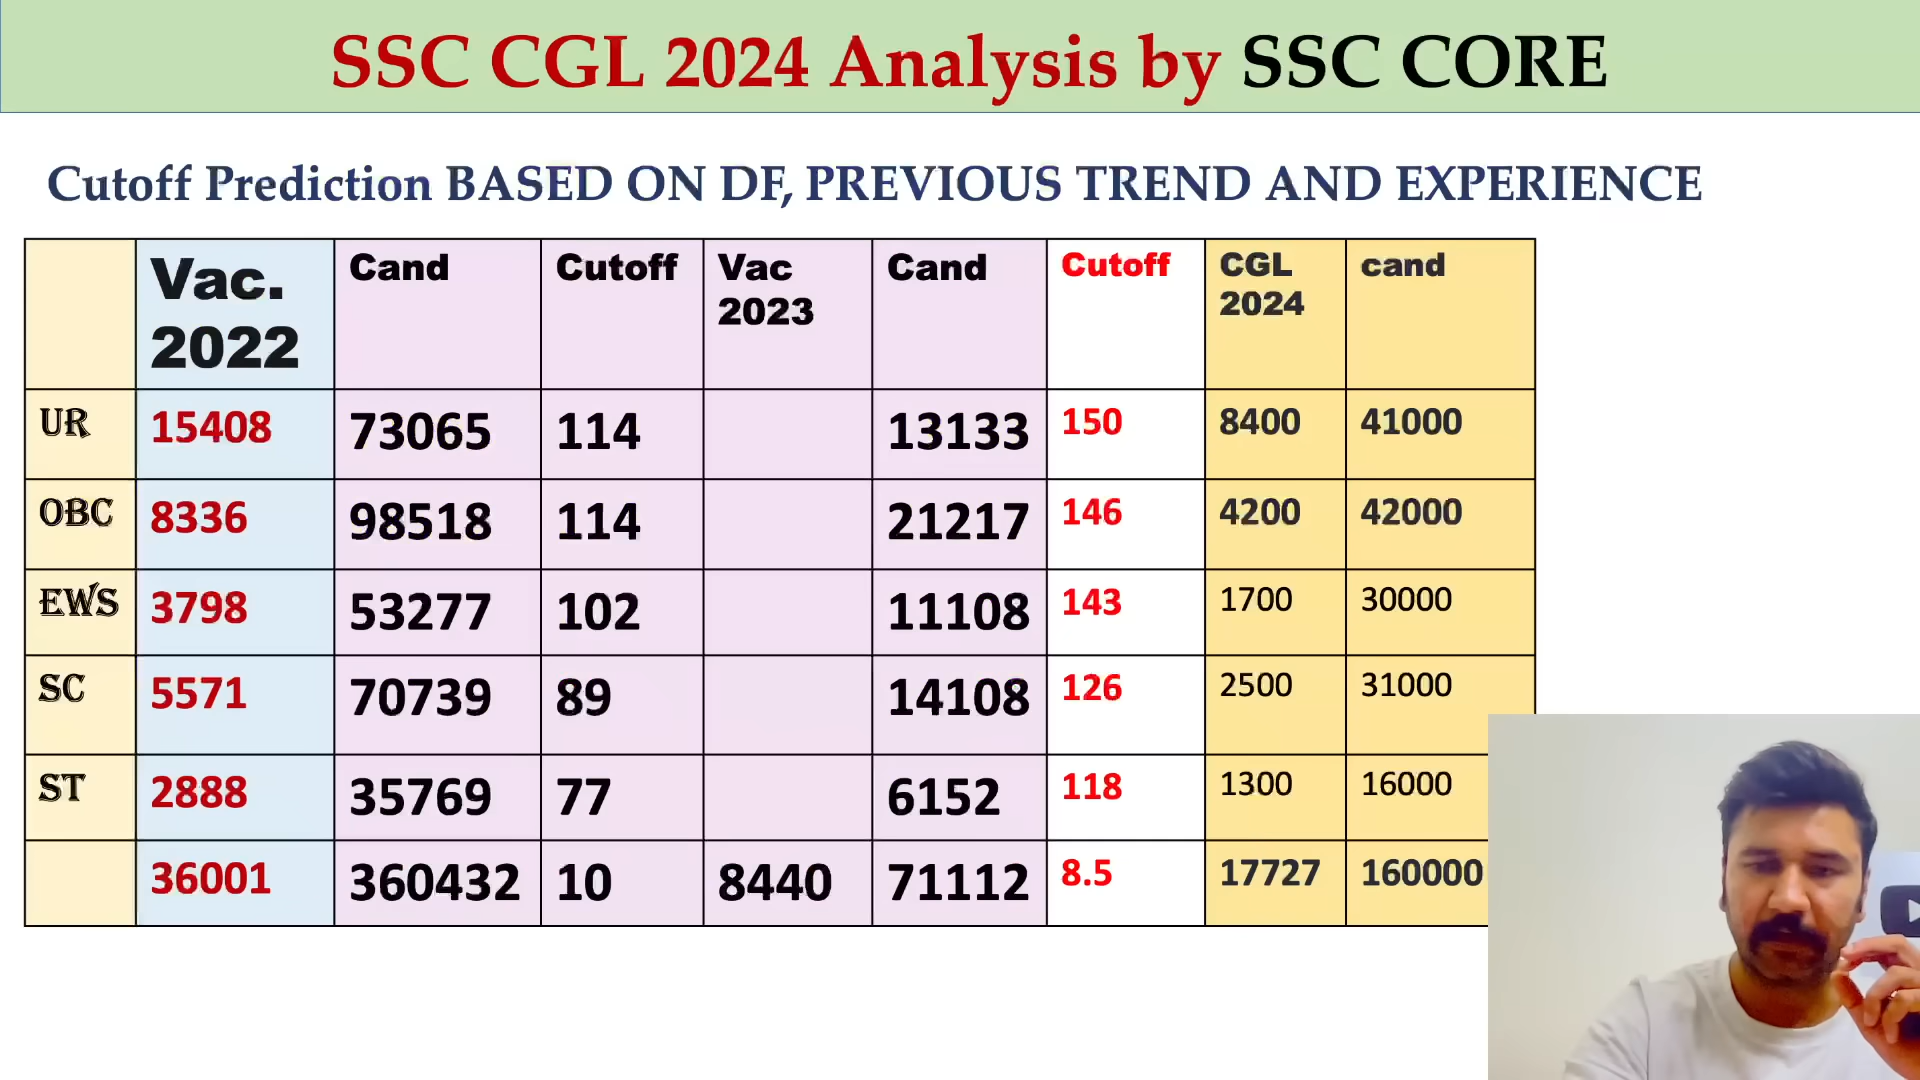 SSC CGL 2024 Analysis by SSC CORE
Cutoff Prediction BASED ON DF, PREVIOUS TREND AND EXPERIENCE
Vac. 2022 Cand Cutoff Vac 2023 Cand Cutoff CGL 2024 cand
UR 15408 73065 114 13133 150 8400 41000
OBC 8336 98518 114 21217 146 4200 42000
EWS 3798 53277 102 11108 143 1700 30000
SC 5571 70739 89 14108 126 2500 31000
ST 2888 35769 77 6152 118 1300 16000
36001 360432 10 8440 71112 8.5 17727 160000